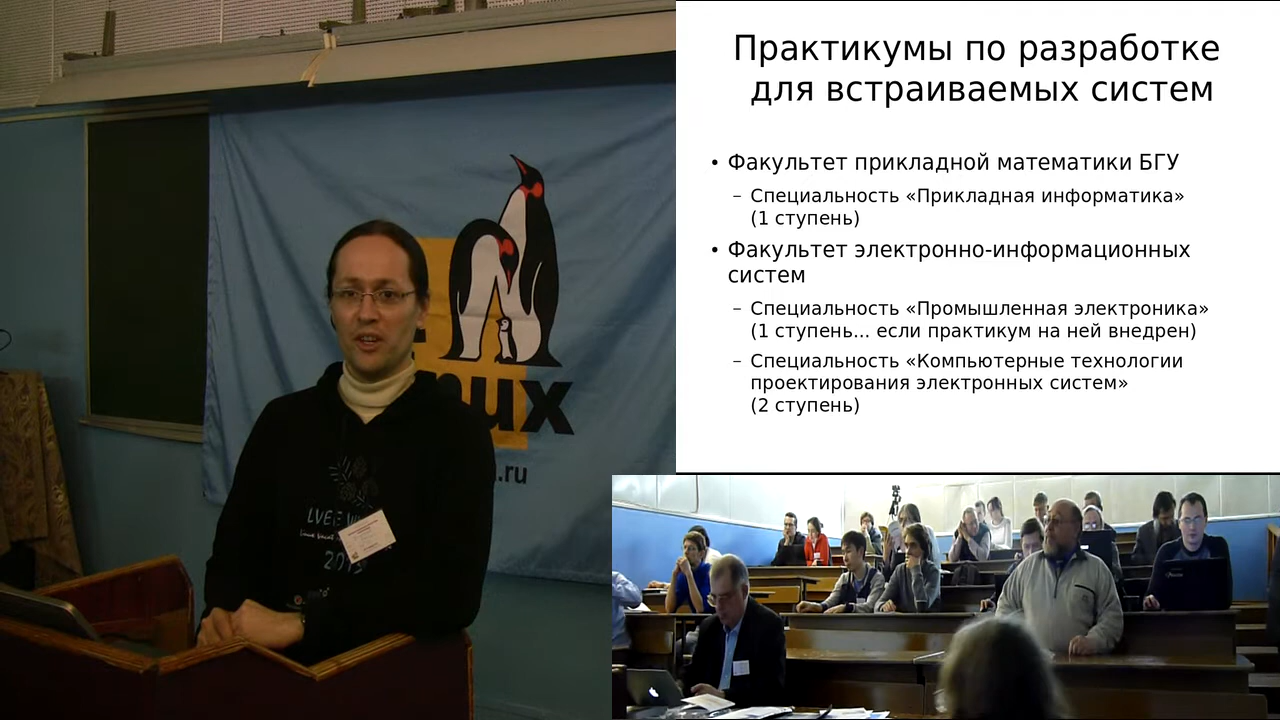 Практикумы по разработке
для встраиваемых систем
• Факультет прикладной математики БГУ
– Специальность «Прикладная информатика»
(1 ступень)
• Факультет электронно-информационных
систем
– Специальность «Промышленная электроника»
(1 ступень... если практикум на ней внедрен)
– Специальность «Компьютерные технологии
проектирования электронных систем»
(2 ступень)
nux
.ru
LVEE